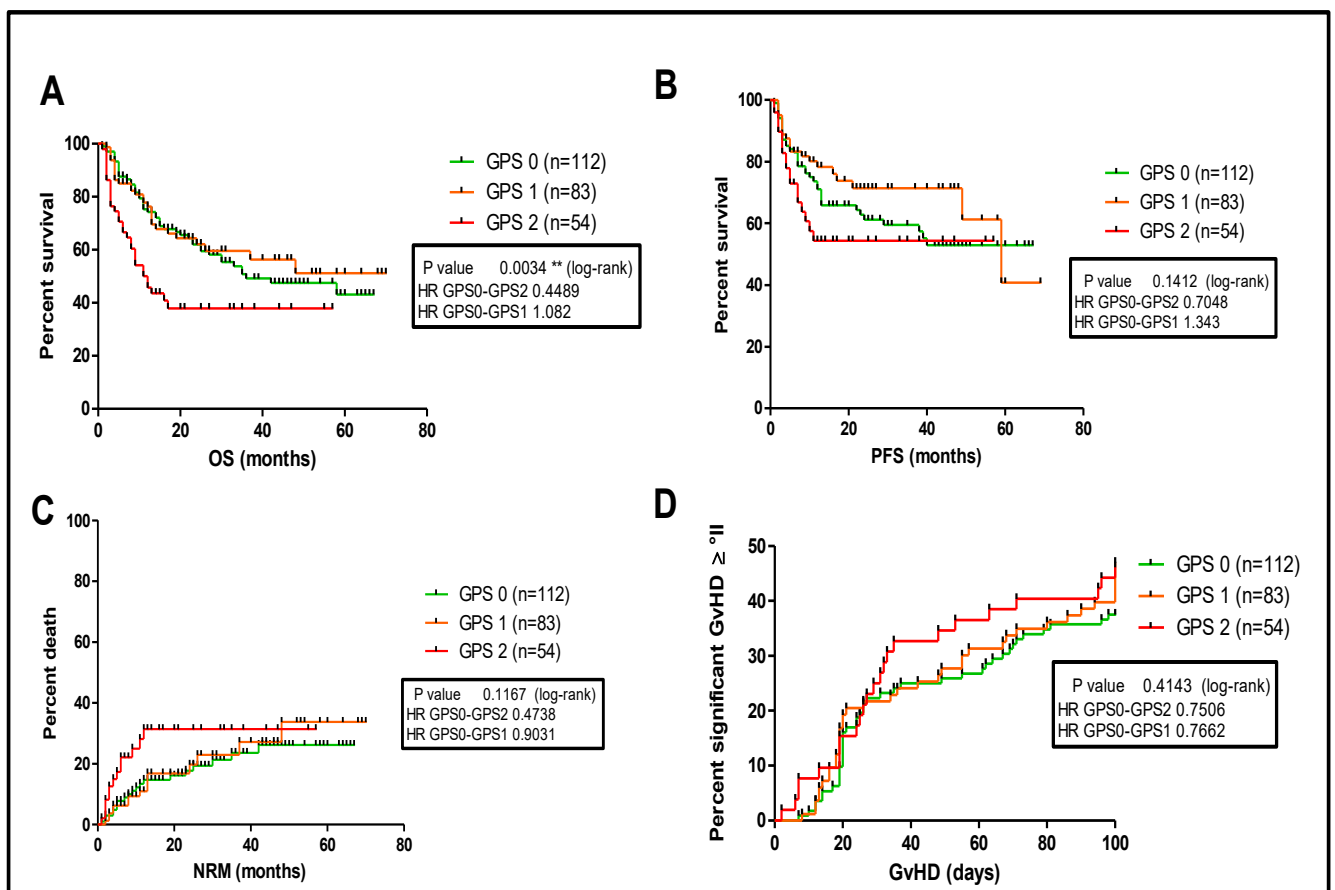 A
Percent survival
100
80
60
40
20
0
0 20 40 60 80
OS (months)
GPS 0 (n=112)
GPS 1 (n=83)
GPS 2 (n=54)
P value 0.0034 ** (log-rank)
HR GPS0-GPS2 0.4489
HR GPS0-GPS1 1.082
B
Percent survival
100
80
60
40
20
0
0 20 40 60 80
PFS (months)
GPS 0 (n=112)
GPS 1 (n=83)
GPS 2 (n=54)
P value 0.1412 (log-rank)
HR GPS0-GPS2 0.7048
HR GPS0-GPS1 1.343
C
Percent death
100
80
60
40
20
0
0 20 40 60 80
NRM (months)
GPS 0 (n=112)
GPS 1 (n=83)
GPS 2 (n=54)
P value 0.1167 (log-rank)
HR GPS0-GPS2 0.4738
HR GPS0-GPS1 0.9031
D
Percent significant GvHD ≥ °II
50
40
30
20
10
0
0 20 40 60 80 100
GvHD (days)
GPS 0 (n=112)
GPS 1 (n=83)
GPS 2 (n=54)
P value 0.4143 (log-rank)
HR GPS0-GPS2 0.7506
HR GPS0-GPS1 0.7662